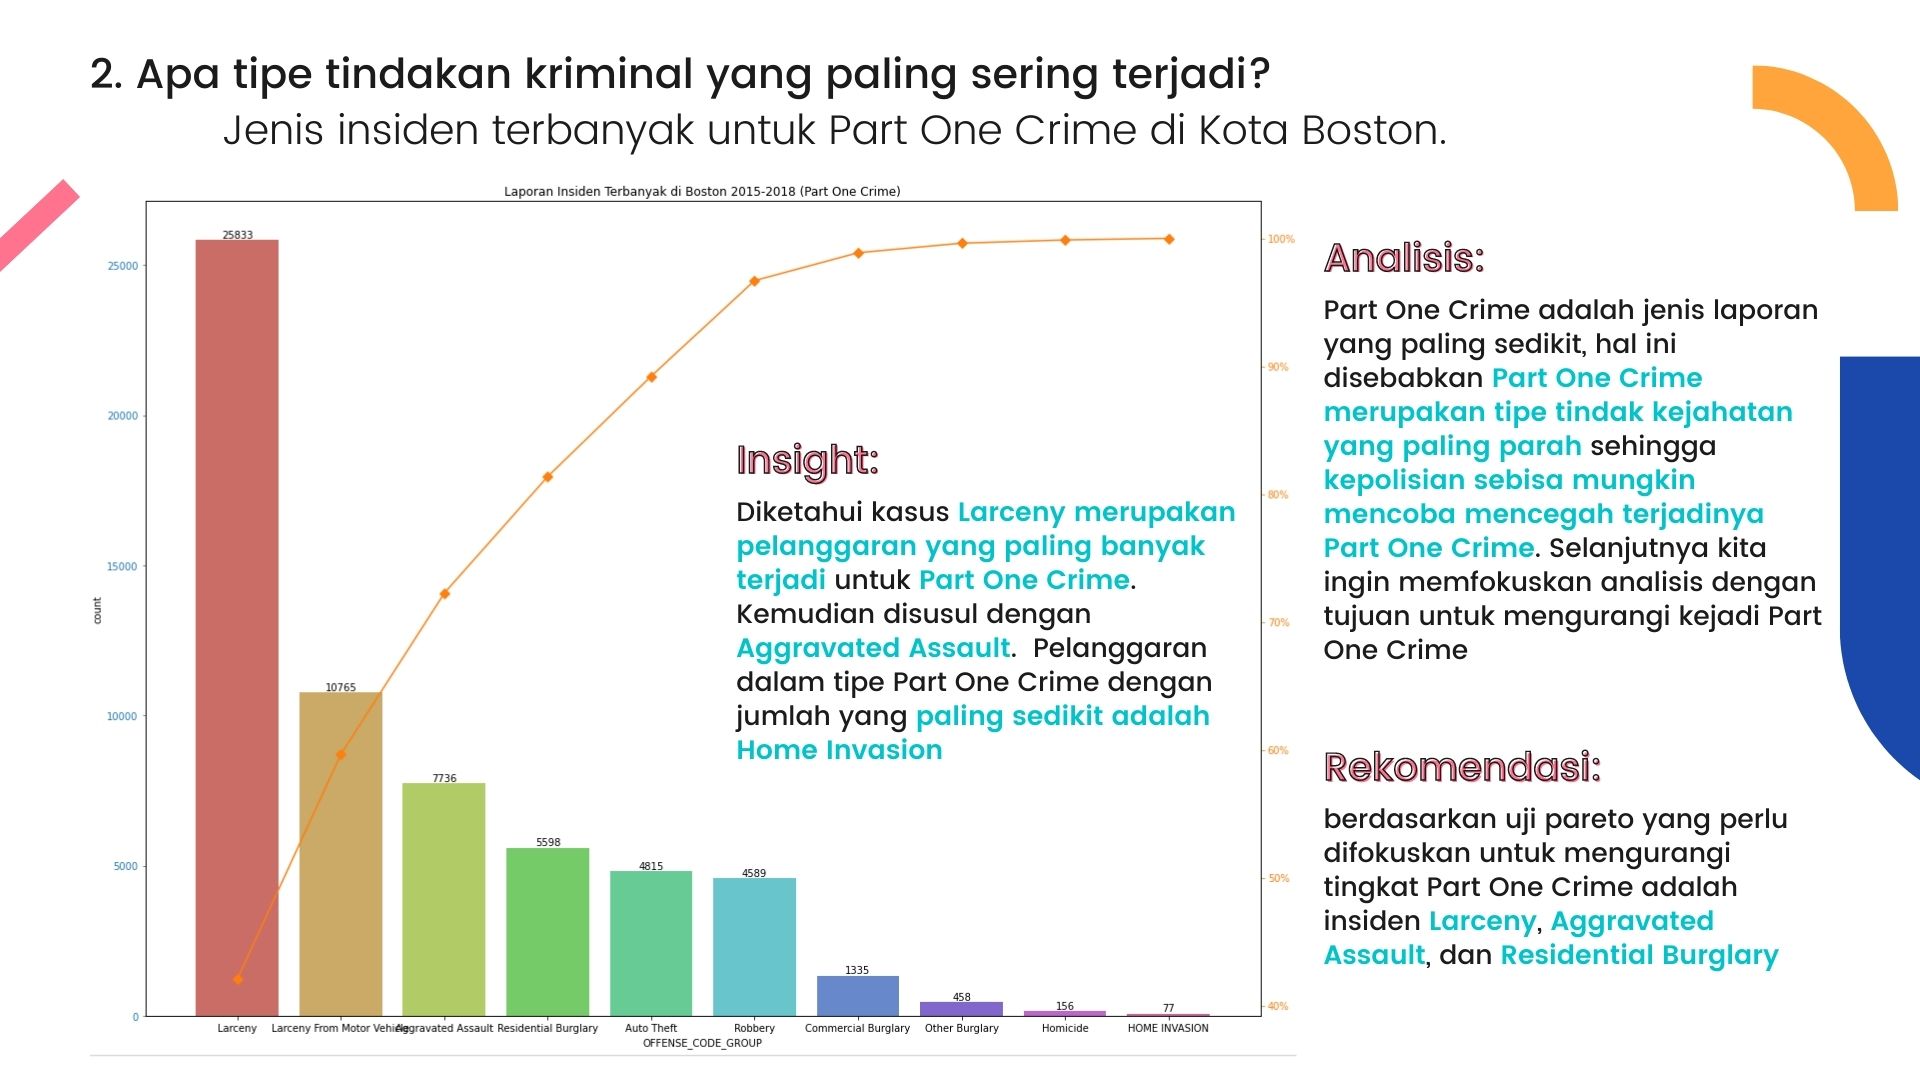 2. Apa tipe tindakan kriminal yang paling sering terjadi?
Jenis insiden terbanyak untuk Part One Crime di Kota Boston.
Laporan Insiden Terbanyak di Boston 2015-2018 (Part One Crime)
count
25000
20000
15000
10000
5000
0
25833
10765
7736
5598
4815
4589
1335
458
156
77
100%
90%
80%
70%
60%
50%
40%
Larceny
Larceny From Motor Vehicle
Aggravated Assault
Residential Burglary
Auto Theft
Robbery
Commercial Burglary
Other Burglary
Homicide
HOME INVASION
OFFENSE_CODE_GROUP
Insight:
Diketahui kasus Larceny merupakan
pelanggaran yang paling banyak
terjadi untuk Part One Crime.
Kemudian disusul dengan
Aggravated Assault.  Pelanggaran
dalam tipe Part One Crime dengan
jumlah yang paling sedikit adalah
Home Invasion
Analisis:
Part One Crime adalah jenis laporan
yang paling sedikit, hal ini
disebabkan Part One Crime
merupakan tipe tindak kejahatan
yang paling parah sehingga
kepolisian sebisa mungkin
mencoba mencegah terjadinya
Part One Crime. Selanjutnya kita
ingin memfokuskan analisis dengan
tujuan untuk mengurangi kejadi Part
One Crime
Rekomendasi:
berdasarkan uji pareto yang perlu
difokuskan untuk mengurangi
tingkat Part One Crime adalah
insiden Larceny, Aggravated
Assault, dan Residential Burglary